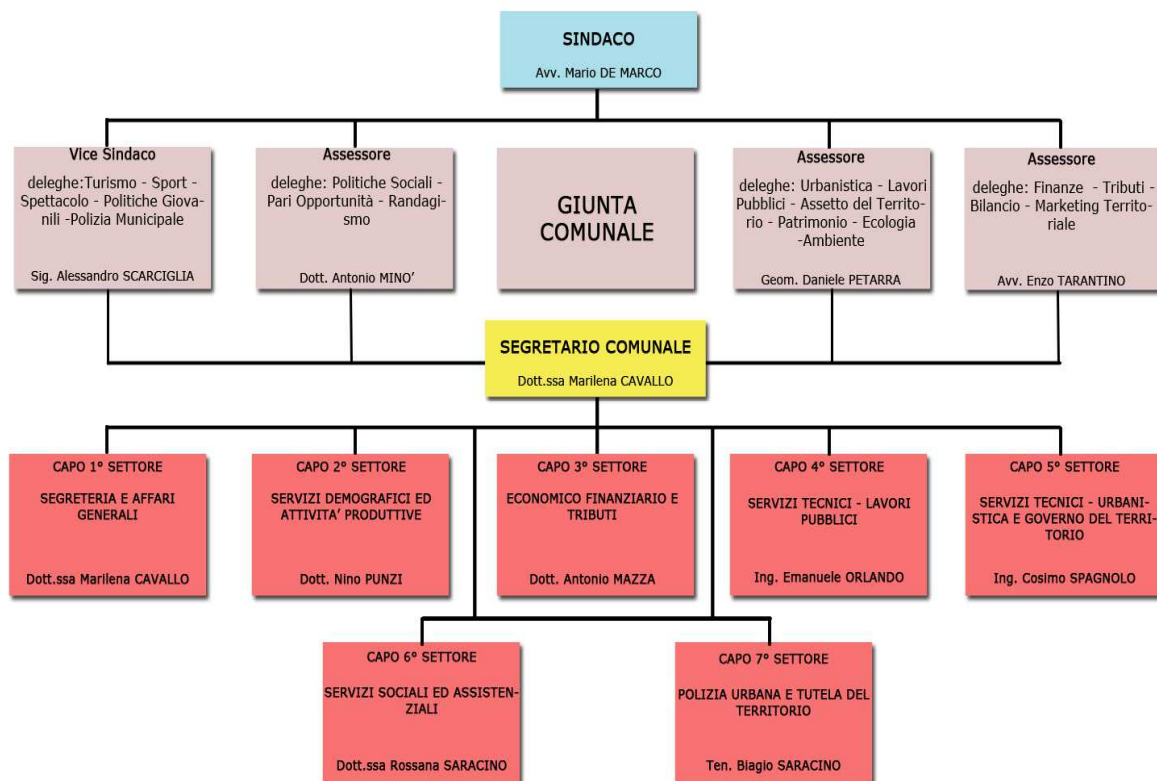 SINDACO
Avv. Mario DE MARCO
Vice Sindaco
deleghe:Turismo - Sport -
Spettacolo - Politiche Giova-
nili -Polizia Municipale
Sig. Alessandro SCARCIGLIA
Assessore
deleghe: Politiche Sociali -
Pari Opportunità - Randagi-
smo
Dott. Antonio MINO’
GIUNTA
COMUNALE
Assessore
deleghe: Urbanistica - Lavori
Pubblici - Assetto del Territo-
rio - Patrimonio - Ecologia
-Ambiente
Geom. Daniele PETARRA
Assessore
deleghe: Finanze - Tributi -
Bilancio - Marketing Territo-
riale
Avv. Enzo TARANTINO
SEGRETARIO COMUNALE
Dott.ssa Marilena CAVALLO
CAPO 1° SETTORE
SEGRETERIA E AFFARI
GENERALI
Dott.ssa Marilena CAVALLO
CAPO 2° SETTORE
SERVIZI DEMOGRAFICI ED
ATTIVITA’ PRODUTTIVE
Dott. Nino PUNZI
CAPO 3° SETTORE
ECONOMICO FINANZIARIO E
TRIBUTI
Dott. Antonio MAZZA
CAPO 4° SETTORE
SERVIZI TECNICI - LAVORI
PUBBLICI
Ing. Emanuele ORLANDO
CAPO 5° SETTORE
SERVIZI TECNICI - URBANI-
STICA E GOVERNO DEL TERRI-
TORIO
Ing. Cosimo SPAGNOLO
CAPO 6° SETTORE
SERVIZI SOCIALI ED ASSISTEN-
ZIALI
Dott.ssa Rossana SARACINO
CAPO 7° SETTORE
POLIZIA URBANA E TUTELA DEL
TERRITORIO
Ten. Biagio SARACINO